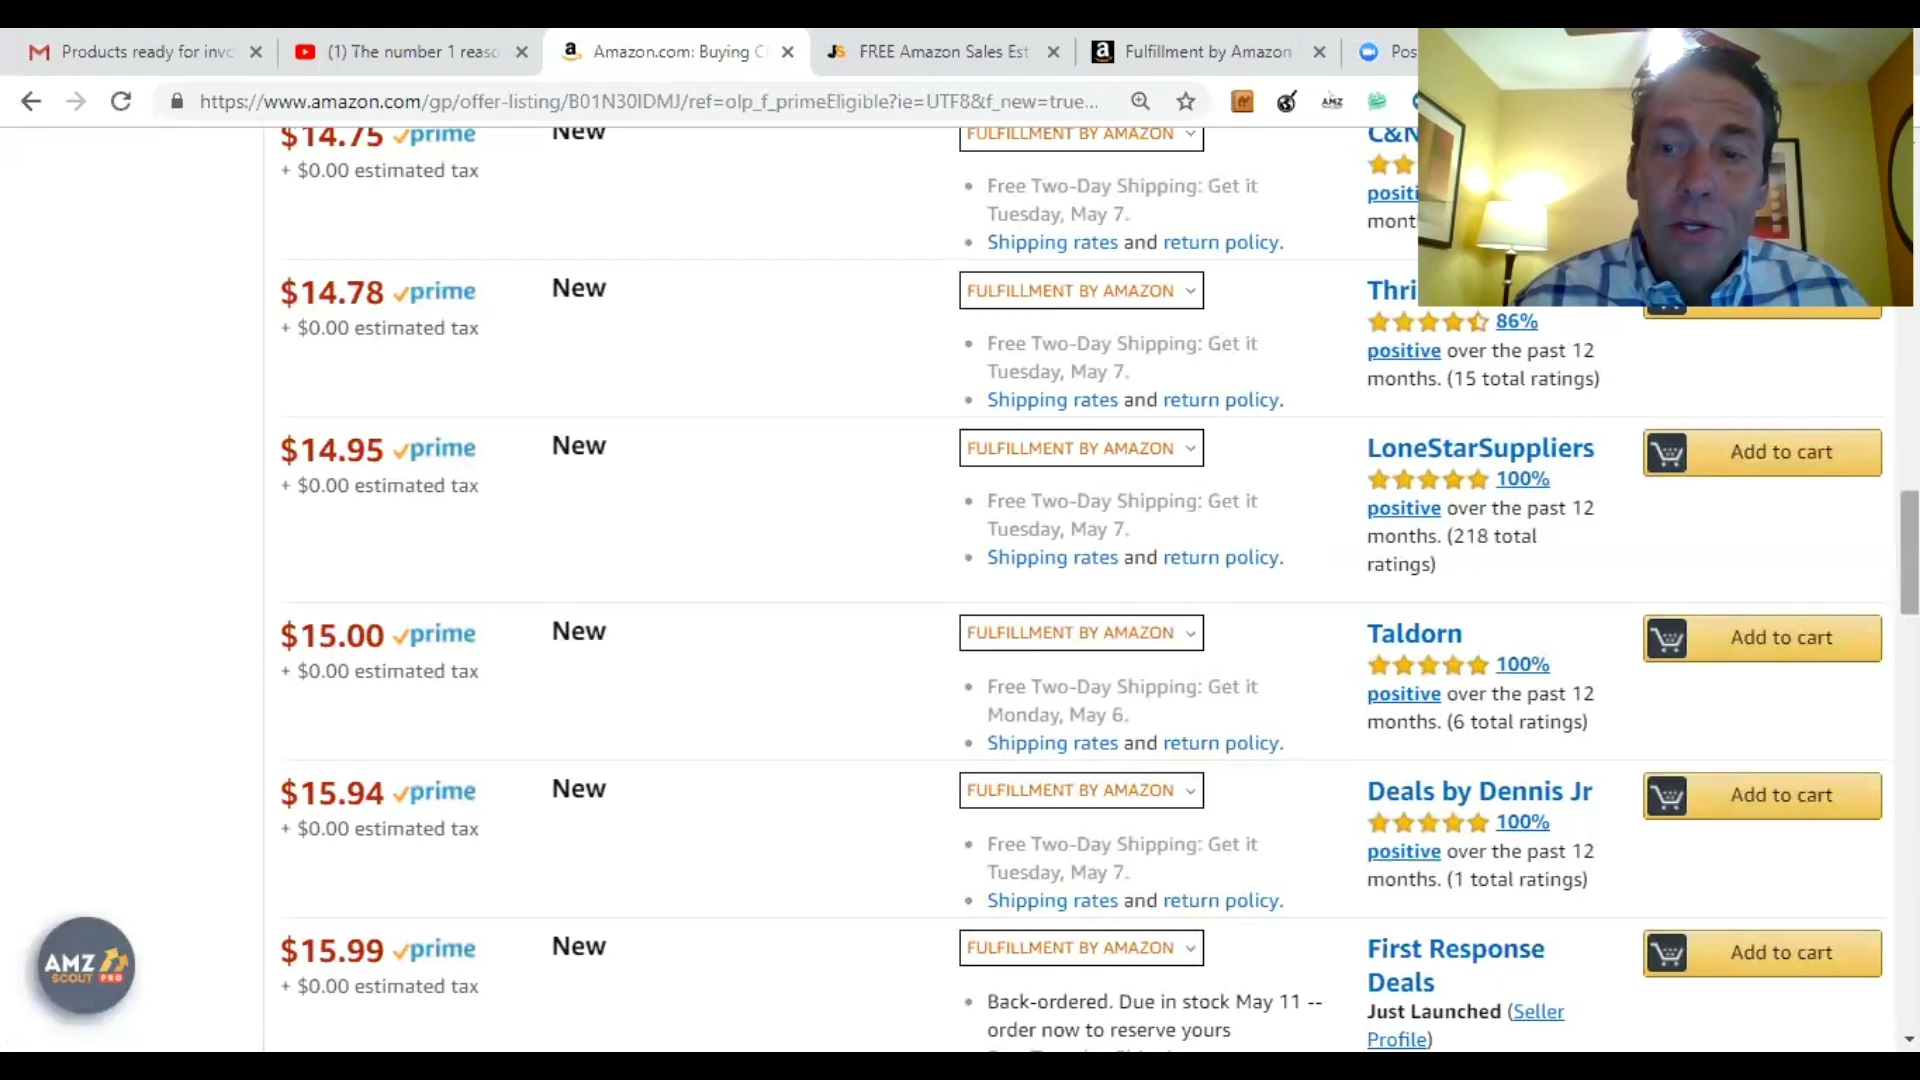 Products ready for invc
(1) The number 1 reaso
Amazon.com: Buying C
FREE Amazon Sales Est
Fulfillment by Amazon
Pos
https://www.amazon.com/gp/offer-listing/B01N30IDMJ/ref=olp_f_primeEligible?ie=UTF8&f_new=true...
AMZ
$14.75 prime
+ $0.00 estimated tax
New
FULFILLMENT BY AMAZON
Free Two-Day Shipping: Get it
Tuesday, May 7.
Shipping rates and return policy.
C&N
positi
mont
$14.78 prime
+ $0.00 estimated tax
New
FULFILLMENT BY AMAZON
Free Two-Day Shipping: Get it
Tuesday, May 7.
Shipping rates and return policy.
Thri
86%
positive over the past 12
months. (15 total ratings)
$14.95 prime
+ $0.00 estimated tax
New
FULFILLMENT BY AMAZON
Free Two-Day Shipping: Get it
Tuesday, May 7.
Shipping rates and return policy.
LoneStarSuppliers
100%
positive over the past 12
months. (218 total
ratings)
Add to cart
$15.00 prime
+ $0.00 estimated tax
New
FULFILLMENT BY AMAZON
Free Two-Day Shipping: Get it
Monday, May 6.
Shipping rates and return policy.
Taldorn
100%
positive over the past 12
months. (6 total ratings)
Add to cart
$15.94 prime
+ $0.00 estimated tax
New
FULFILLMENT BY AMAZON
Free Two-Day Shipping: Get it
Tuesday, May 7.
Shipping rates and return policy.
Deals by Dennis Jr
100%
positive over the past 12
months. (1 total ratings)
Add to cart
$15.99 prime
+ $0.00 estimated tax
New
FULFILLMENT BY AMAZON
Back-ordered. Due in stock May 11 --
order now to reserve yours
First Response
Deals
Just Launched (Seller
Profile)
Add to cart
AMZ
SCOUT PRO